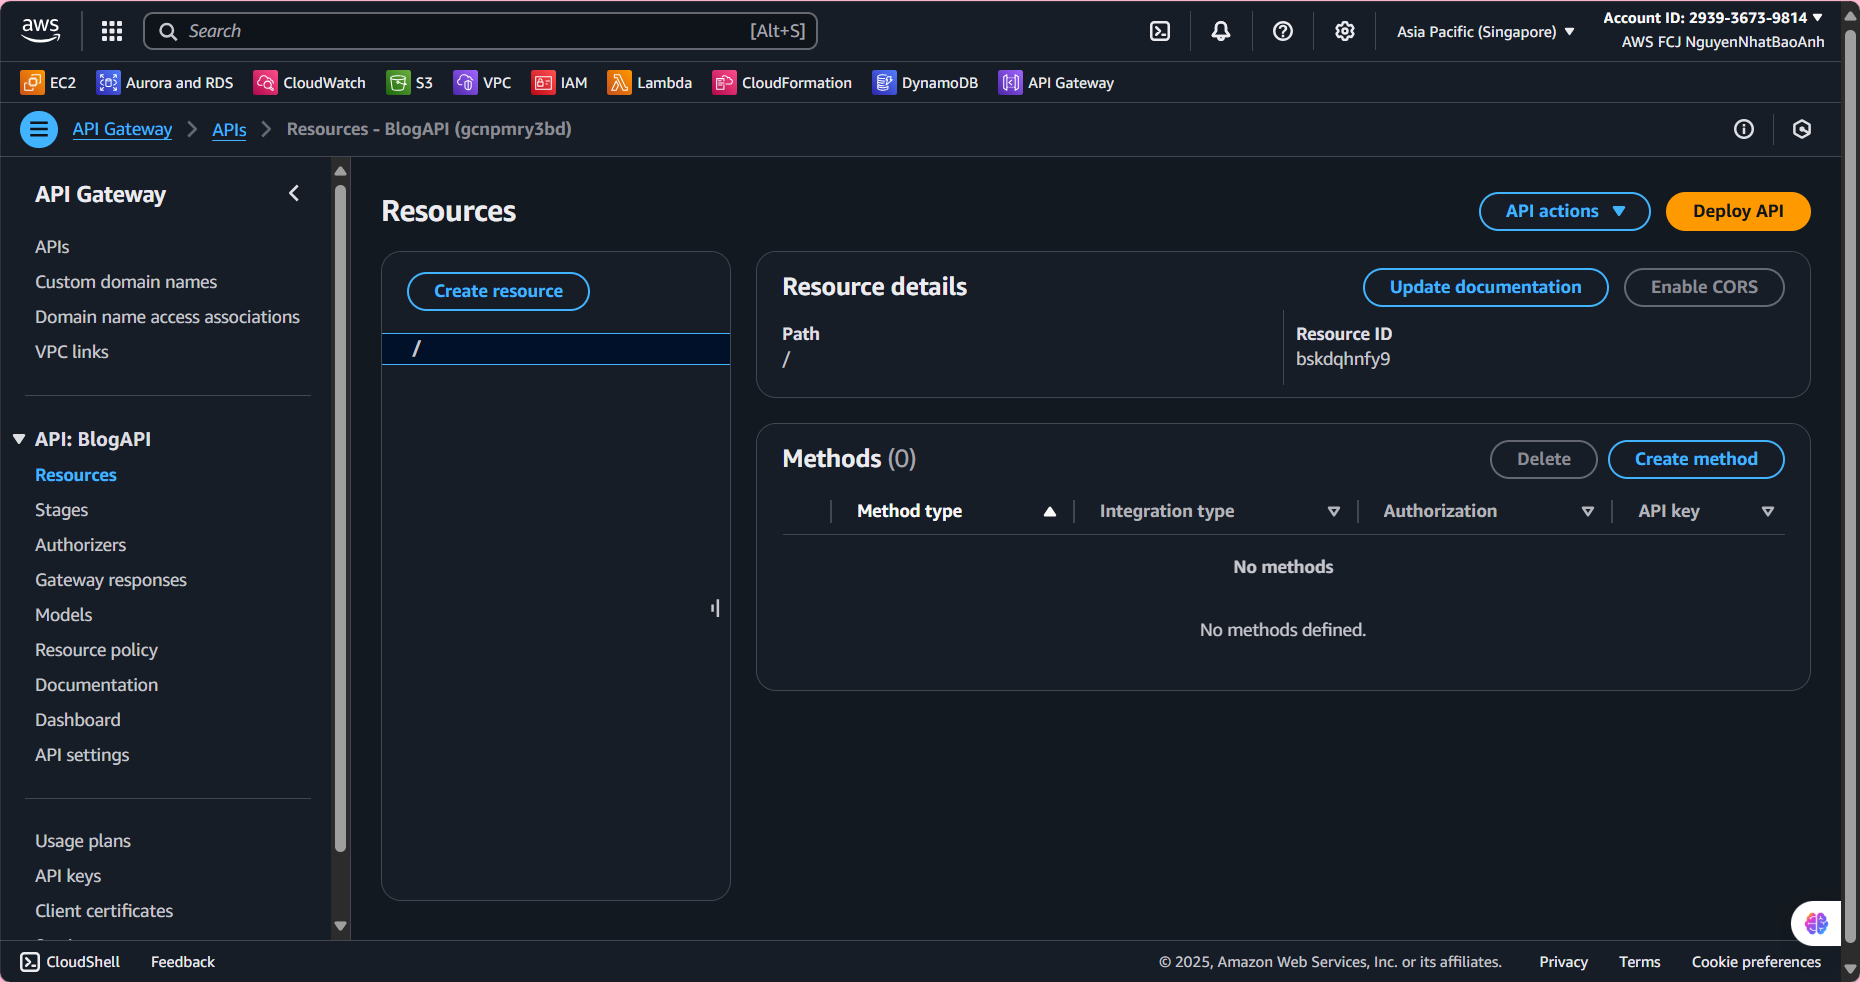 aws
Search
[Alt+S]
Asia Pacific (Singapore)
Account ID: 2939-3673-9814
AWS FCJ NguyenNhatBaoAnh
EC2
Aurora and RDS
CloudWatch
S3
VPC
IAM
Lambda
CloudFormation
DynamoDB
API Gateway
API Gateway
APIs
Resources - BlogAPI (gcnpmry3bd)
API Gateway
APIs
Custom domain names
Domain name access associations
VPC links
API: BlogAPI
Resources
Stages
Authorizers
Gateway responses
Models
Resource policy
Documentation
Dashboard
API settings
Usage plans
API keys
Client certificates
Resources
API actions
Deploy API
Create resource
/
Resource details
Update documentation
Enable CORS
Path
/
Resource ID
bskdqhnfy9
Methods (0)
Delete
Create method
Method type
Integration type
Authorization
API key
No methods
No methods defined.
CloudShell
Feedback
© 2025, Amazon Web Services, Inc. or its affiliates.
Privacy
Terms
Cookie preferences